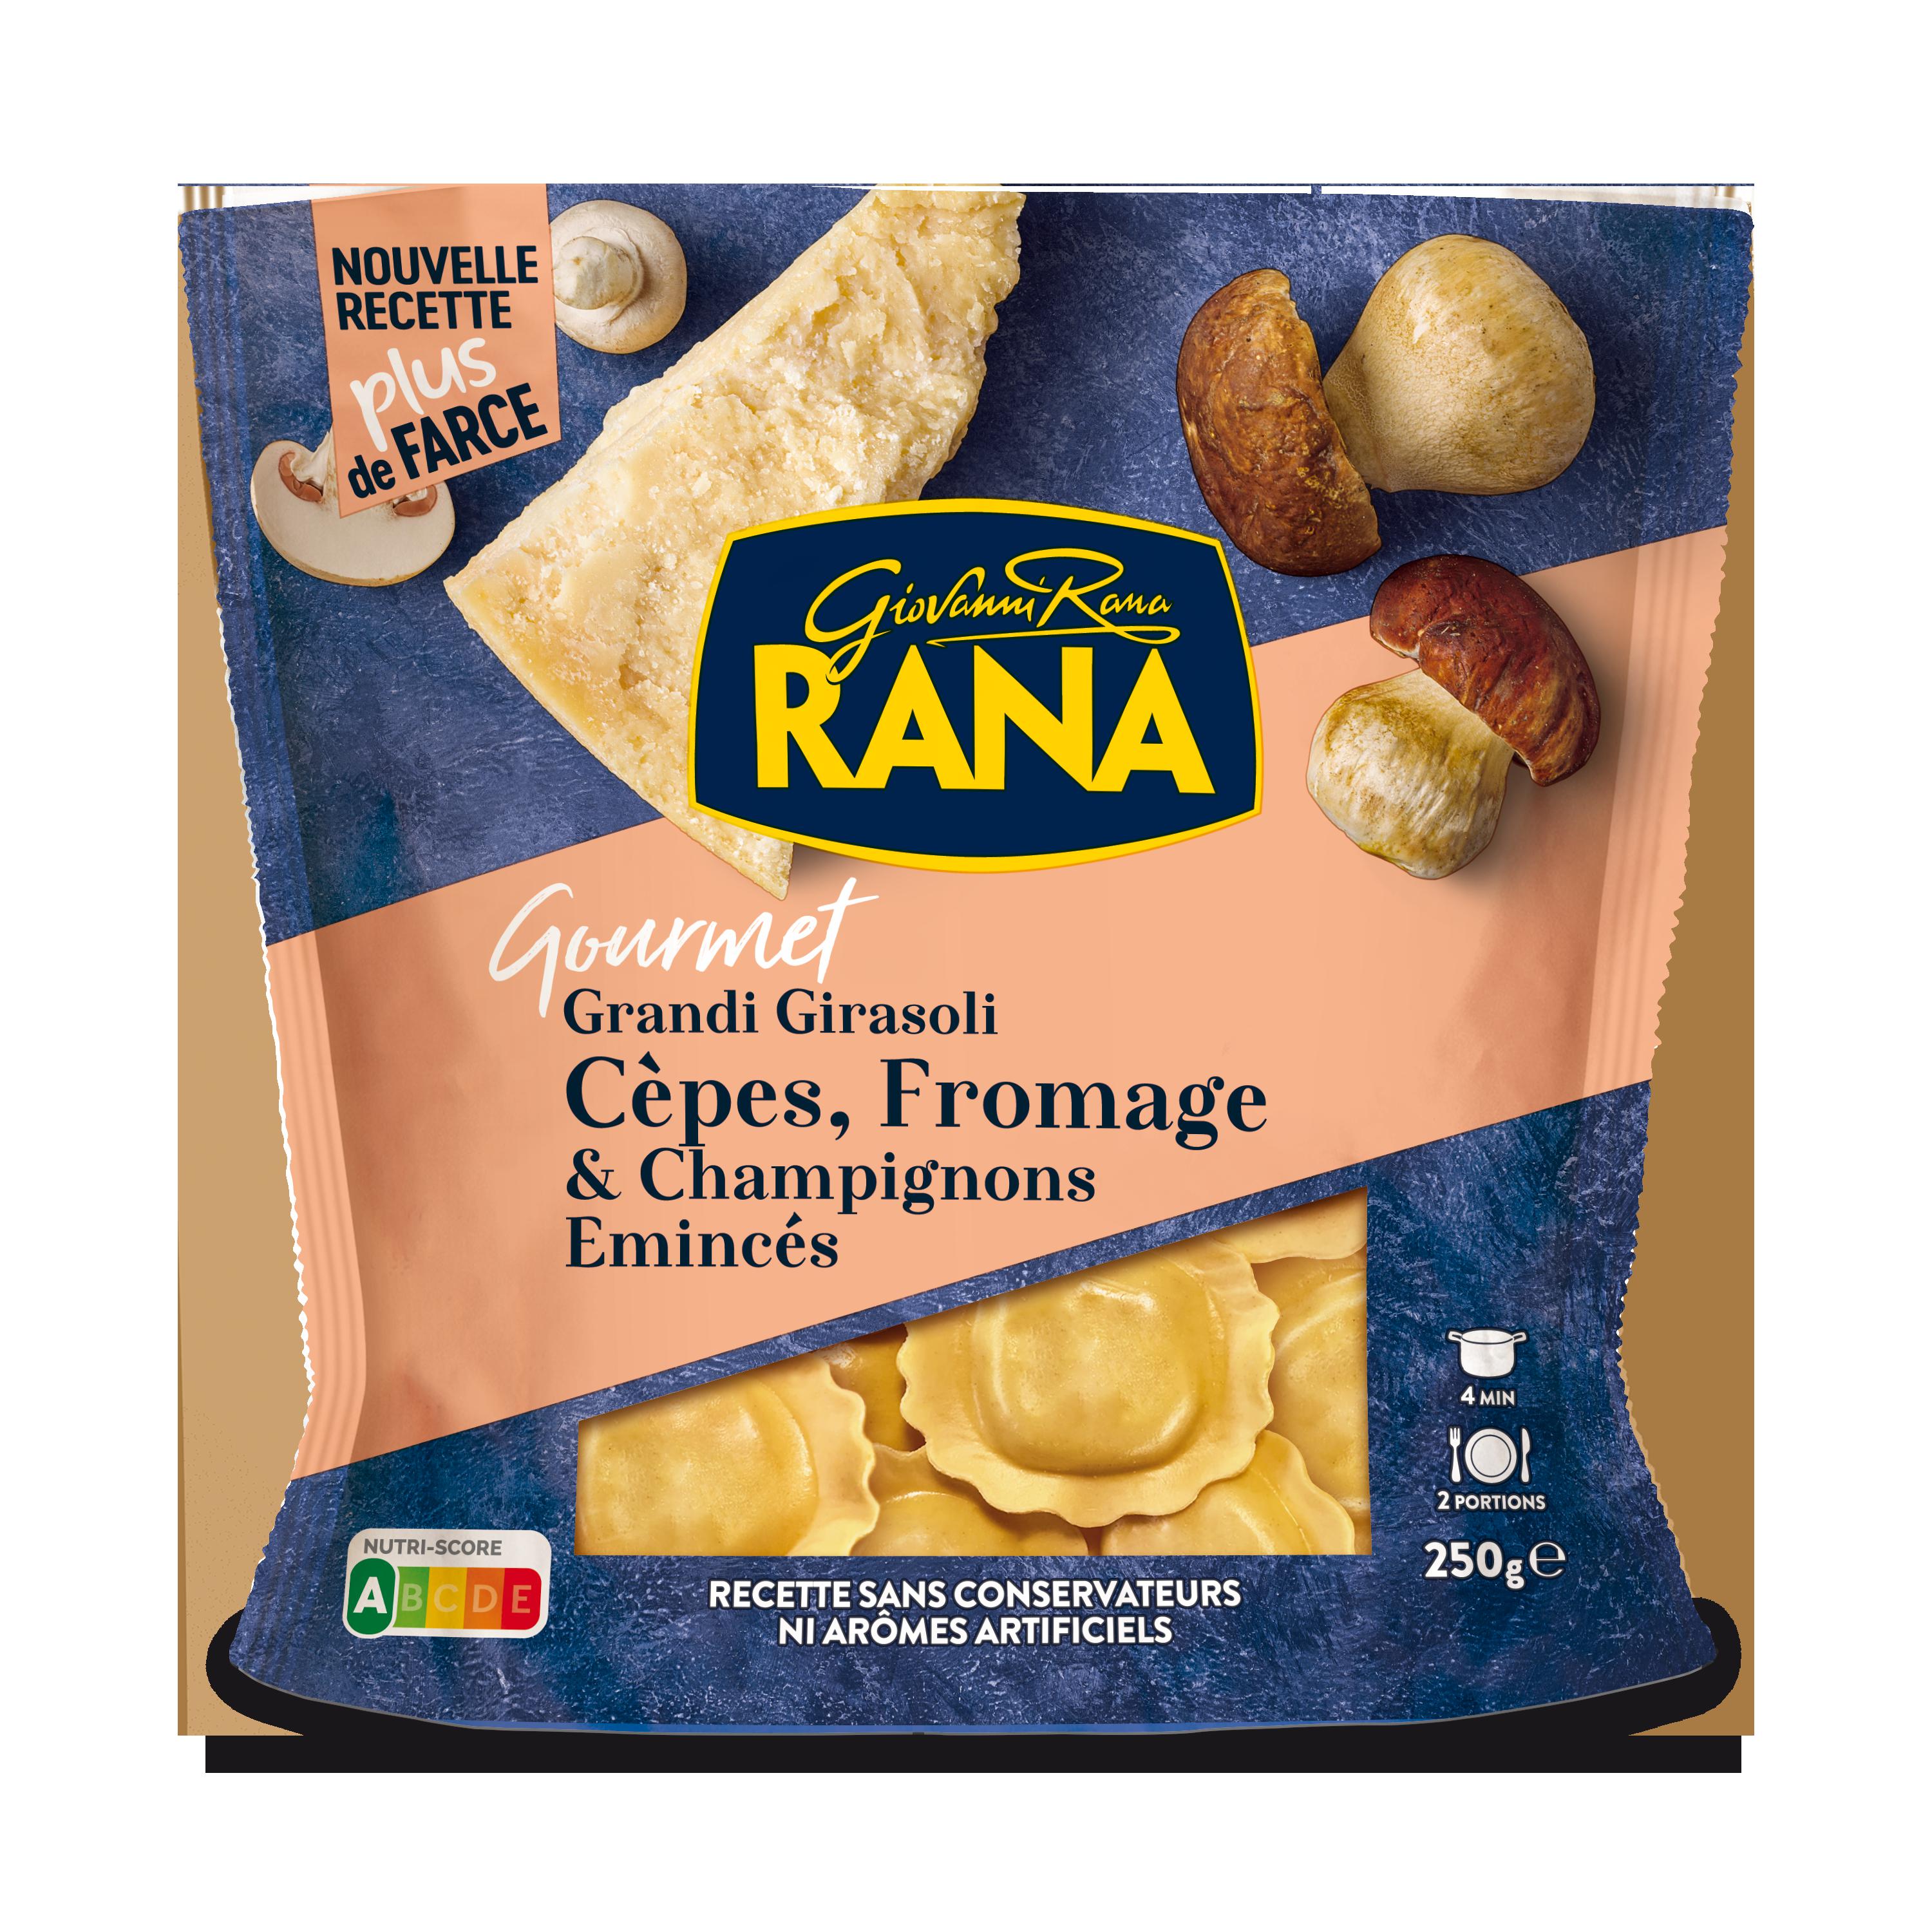 NOUVELLE
RECETTE
plus
de FARCE
Giovanni Rana
RANA
Gourmet
Grandi Girasoli
Cèpes, Fromage
& Champignons
Emincés
4 MIN
2 PORTIONS
250g e
NUTRI-SCORE
A B C D E
RECETTE SANS CONSERVATEURS
NI ARÔMES ARTIFICIELS